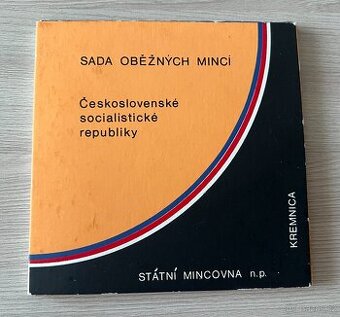 SADA OBĚŽNÝCH MINCÍ
Československé
socialistické
republiky
KREMNICA
STÁTNÍ MINCOVNA n.p.